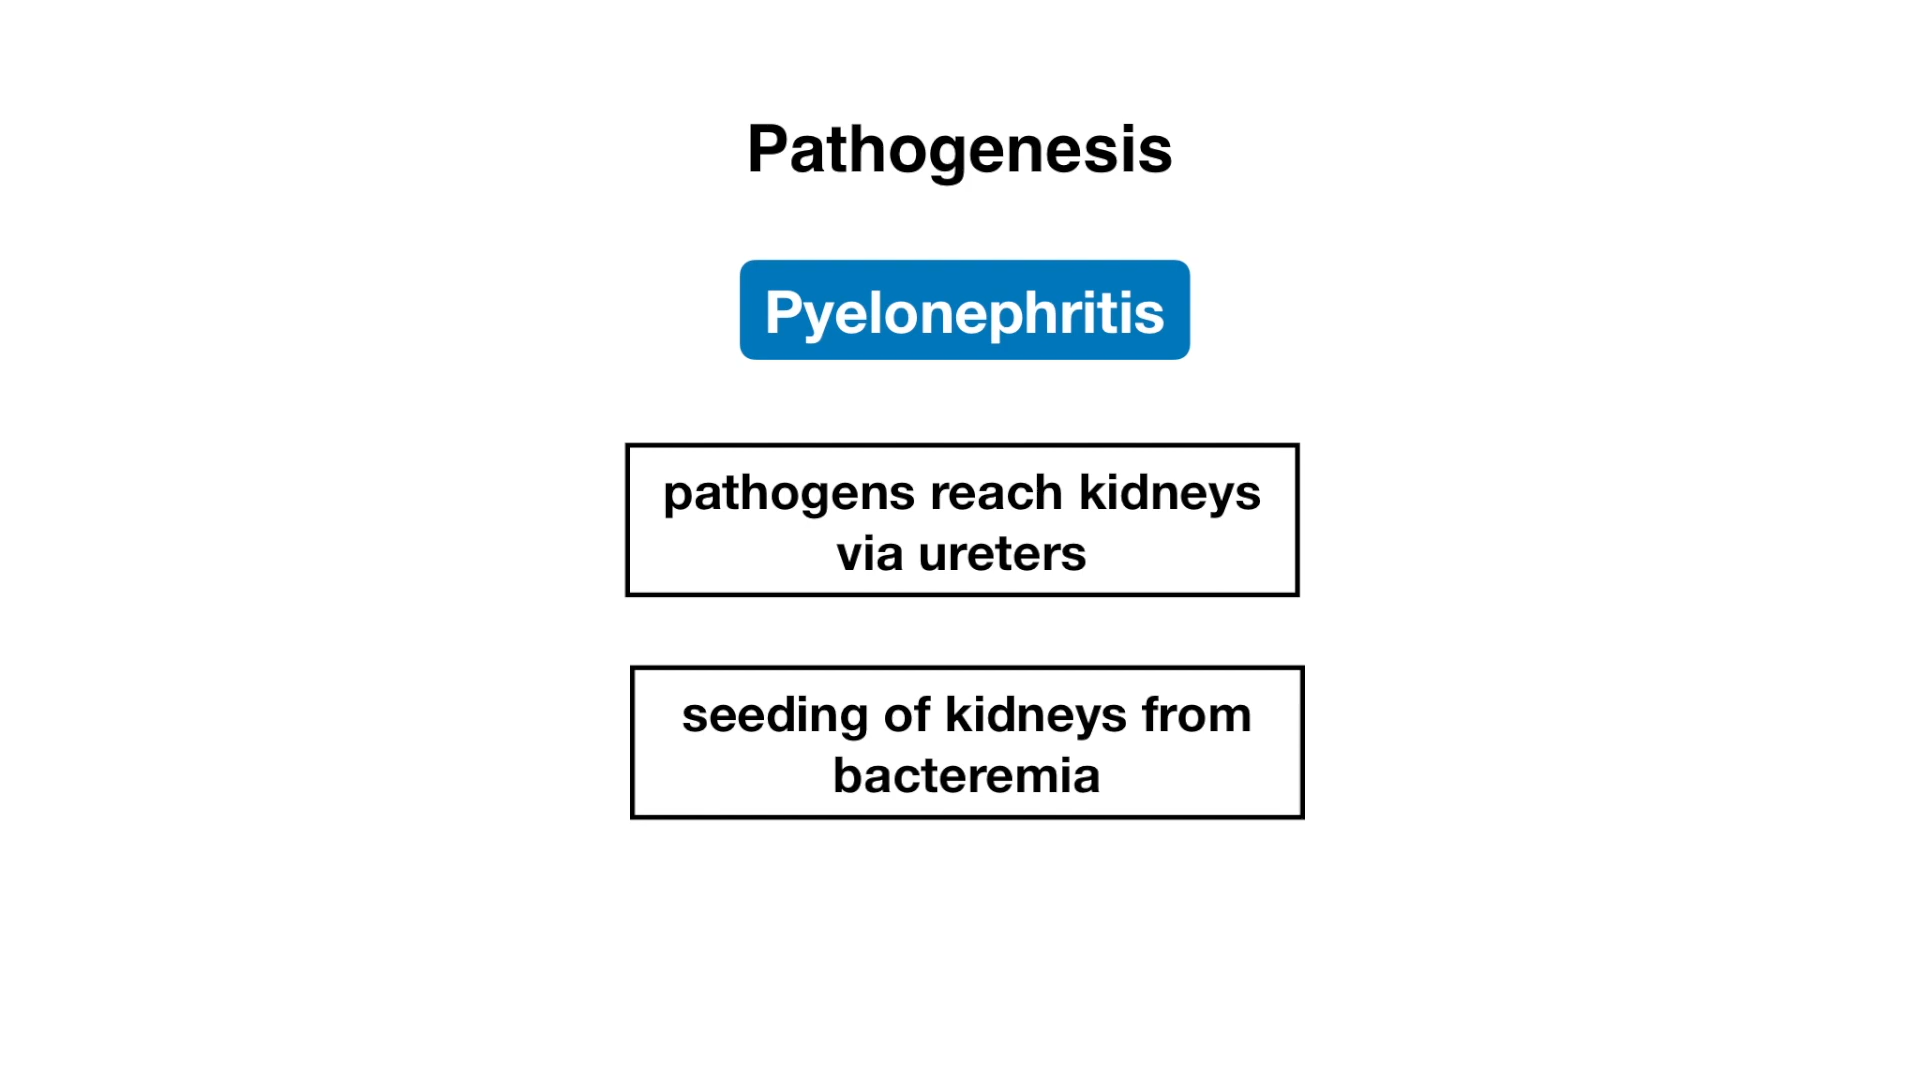 Pathogenesis
Pyelonephritis
pathogens reach kidneys
via ureters
seeding of kidneys from
bacteremia